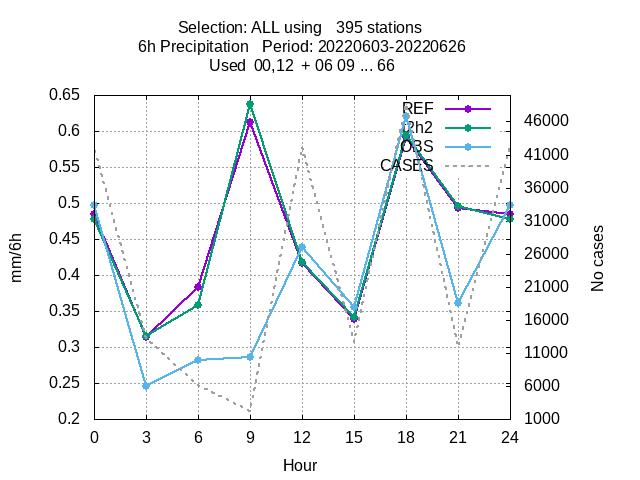 Selection: ALL using 395 stations
6h Precipitation Period: 20220603-20220626
Used 00,12 + 06 09 ... 66
0.65
0.6
0.55
0.5
0.45
0.4
0.35
0.3
0.25
0.2
mm/6h
REF
2h2
OBS
CASES
46000
41000
36000
31000
26000
21000
16000
11000
6000
1000
No cases
0 3 6 9 12 15 18 21 24
Hour